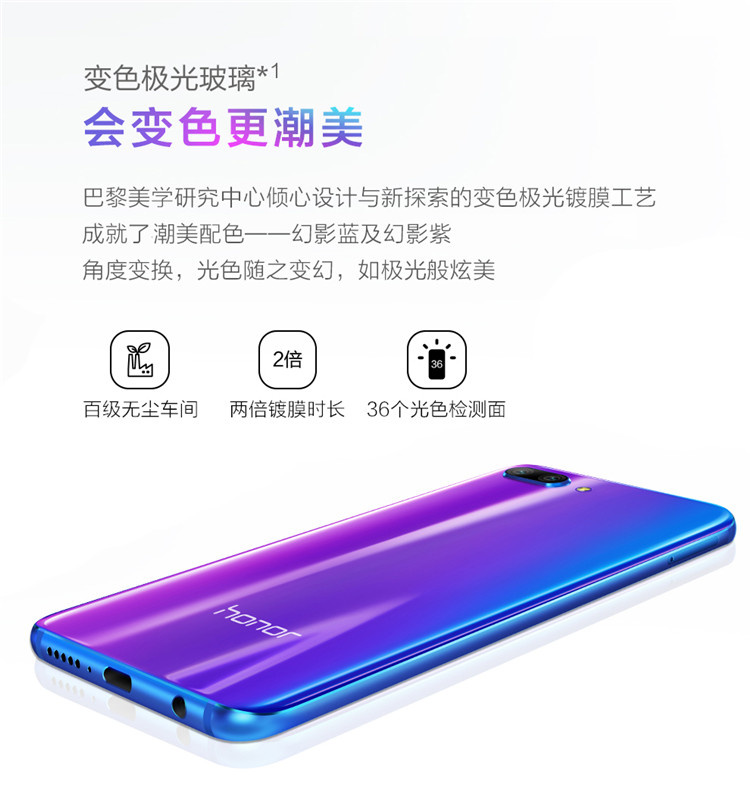 变色极光玻璃*1
会变色更潮美
巴黎美学研究中心倾心设计与新探索的变色极光镀膜工艺
成就了潮美配色——幻影蓝及幻影紫
角度变换，光色随之变幻，如极光般炫美
2倍
36
百级无尘车间
两倍镀膜时长
36个光色检测面
honor